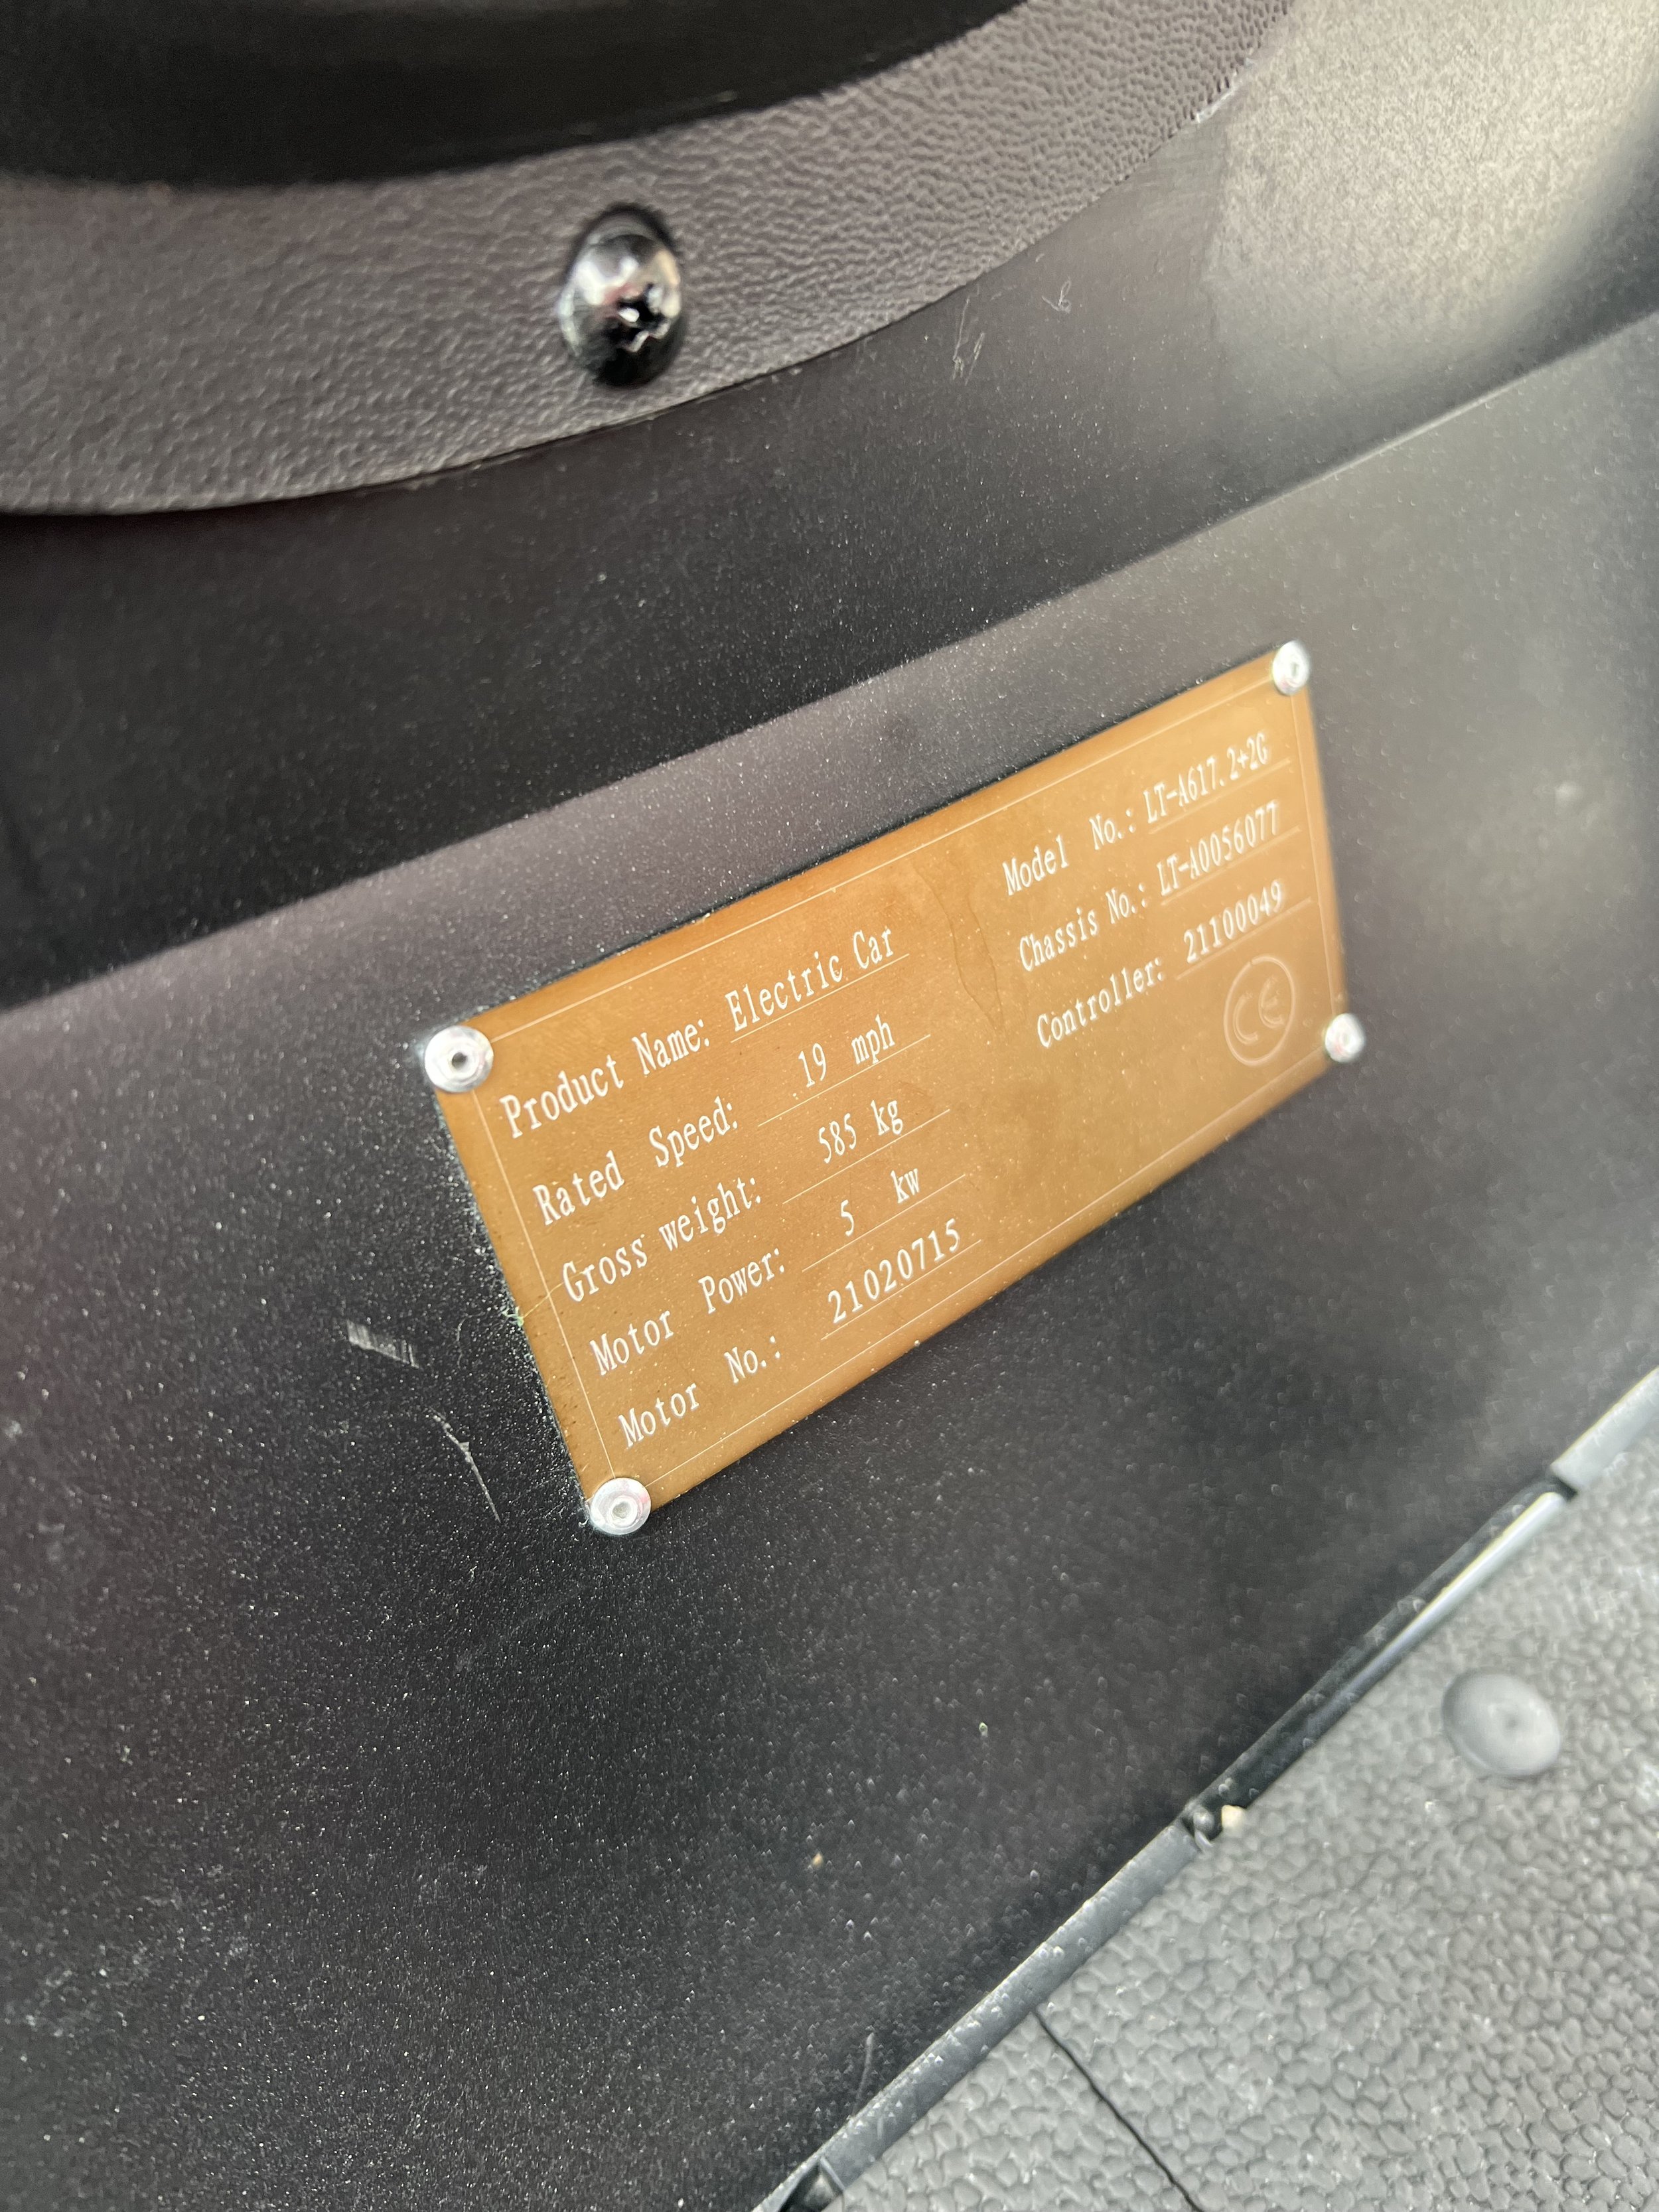 Product Name: Electric Car
Rated Speed: 19 mph
Gross weight: 585 kg
Motor Power: 5 kw
Motor No.: 21020715
Model No.: LT-A617.2+2G
Chassis No.: LT-A0056077
Controller: 21100049
CE